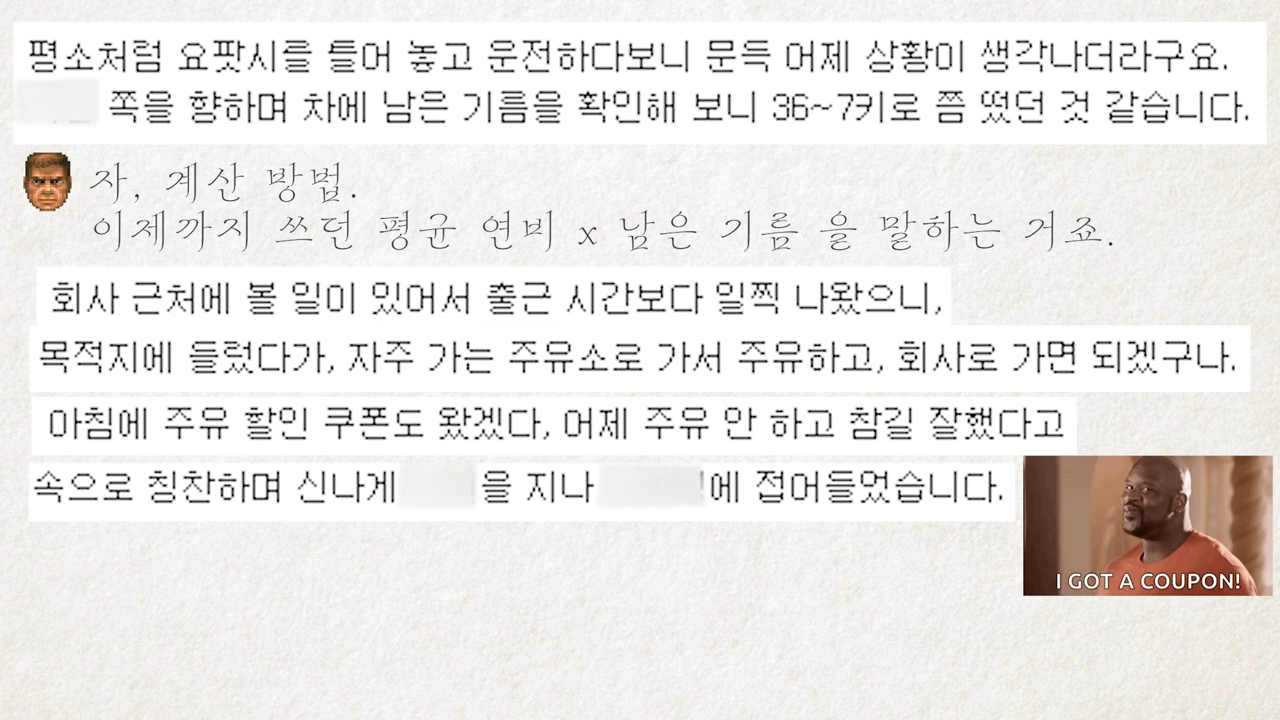 평소처럼 요팟시를 틀어 놓고 운전하다보니 문득 어제 상황이 생각나더라구요.
쪽을 향하며 차에 남은 기름을 확인해 보니 36~7키로 쯤 떴던 것 같습니다.
자, 계산 방법.
이제까지 쓰던 평균 연비 x 남은 기름 을 말하는 거죠.
회사 근처에 볼 일이 있어서 출근 시간보다 일찍 나왔으니,
목적지에 들렀다가, 자주 가는 주유소로 가서 주유하고, 회사로 가면 되겠구나.
아침에 주유 할인 쿠폰도 왔겠다, 어제 주유 안 하고 참길 잘했다고
속으로 칭찬하며 신나게 을 지나 에 접어들었습니다.
I GOT A COUPON!